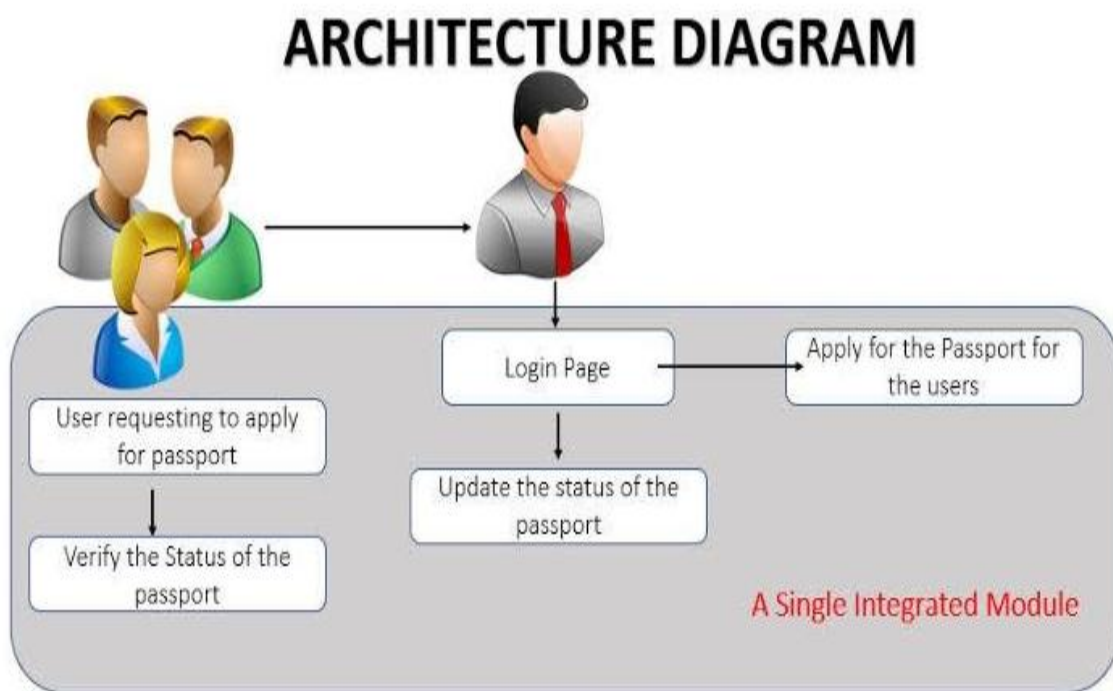 ARCHITECTURE DIAGRAM
Login Page
Apply for the Passport for
the users
User requesting to apply
for passport
Update the status of the
passport
Verify the Status of the
passport
A Single Integrated Module